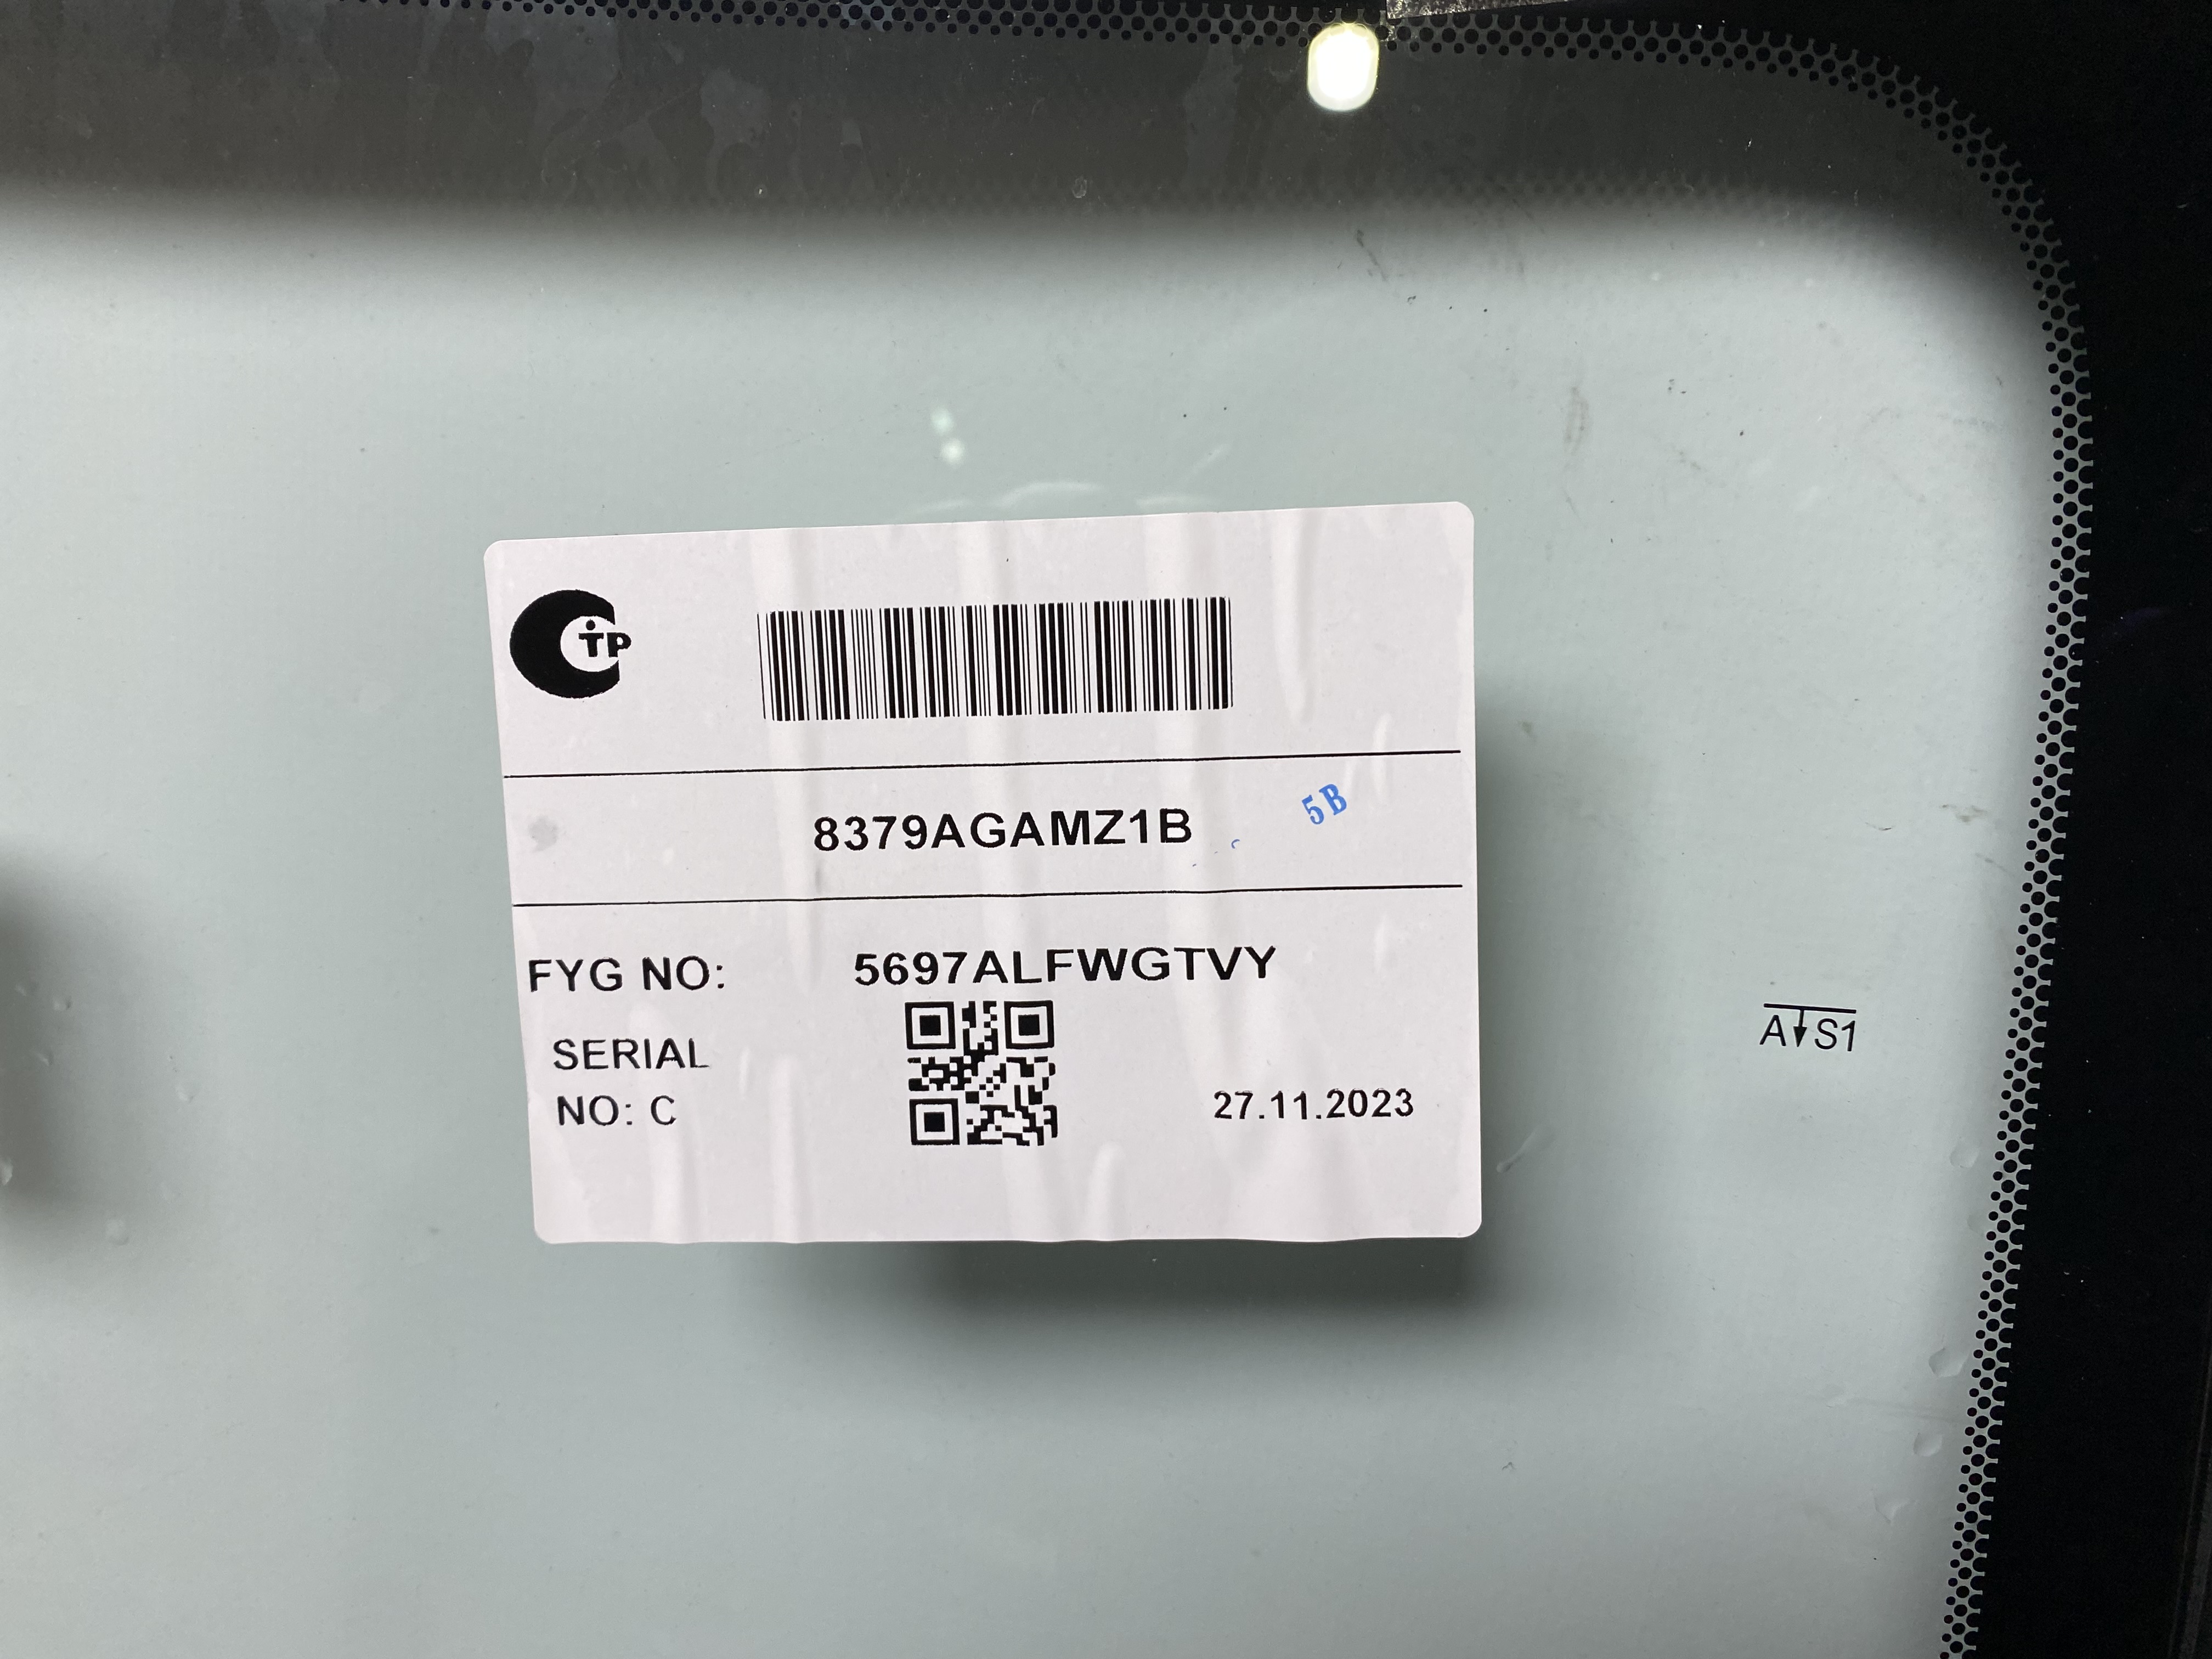 TP
8379AGAMZ1B
5B
FYG NO: 5697ALFWGTVY
SERIAL
NO: C
27.11.2023
A S1